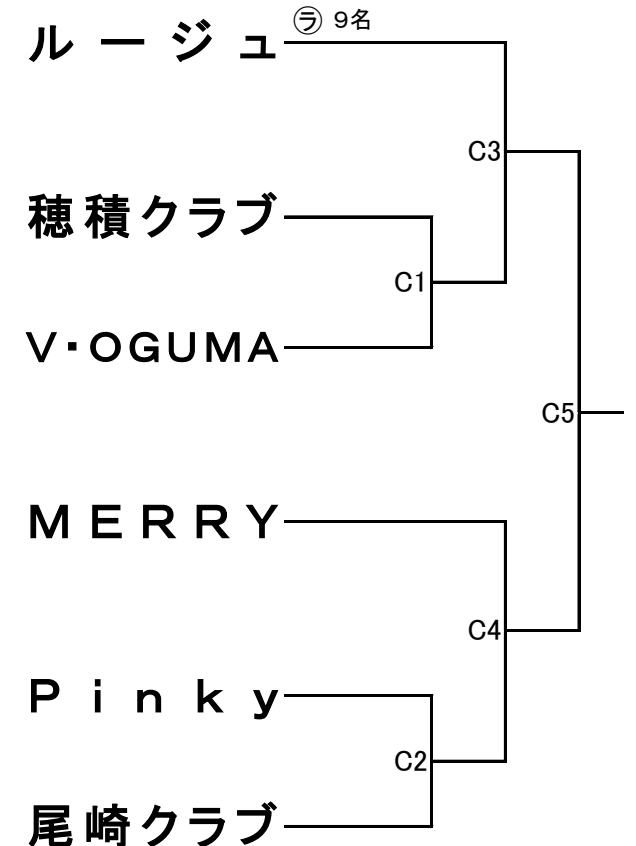 ルージュ
㋶ 9名
C3
穂積クラブ
C1
V・OGUMA
C5
MERRY
C4
Pinky
C2
尾崎クラブ